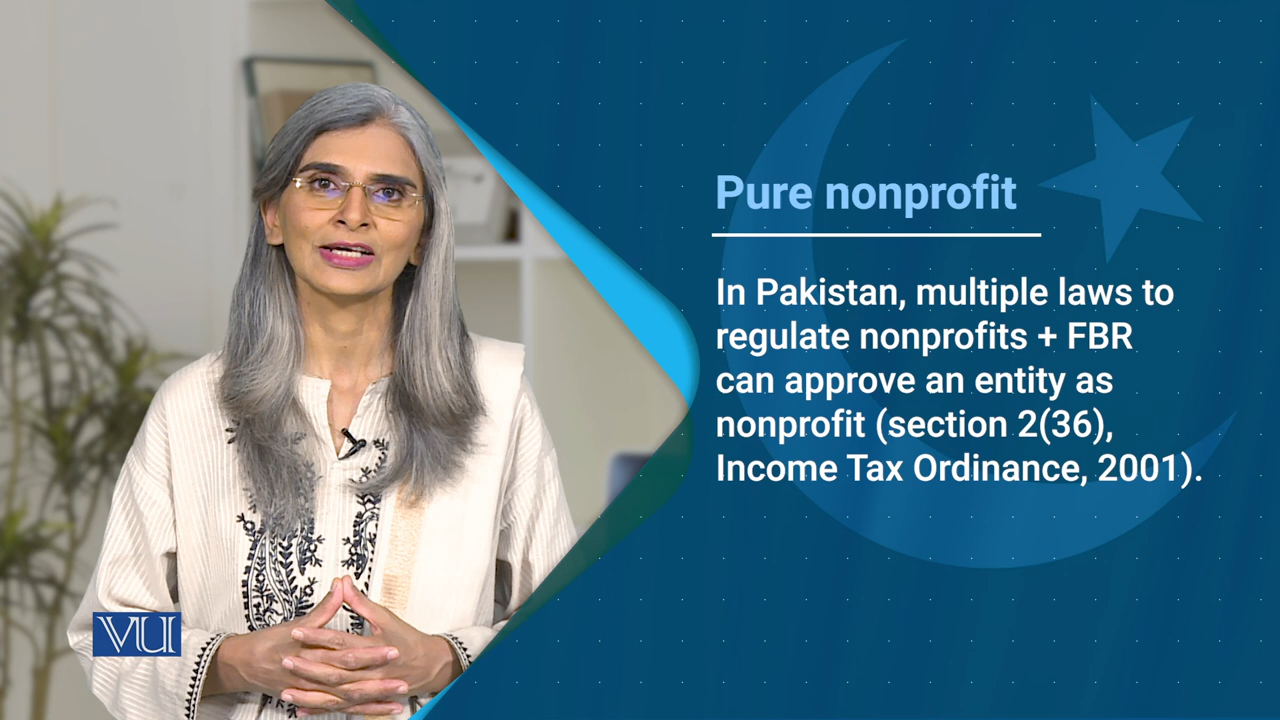 Pure nonprofit
In Pakistan, multiple laws to
regulate nonprofits + FBR
can approve an entity as
nonprofit (section 2(36),
Income Tax Ordinance, 2001).
VU